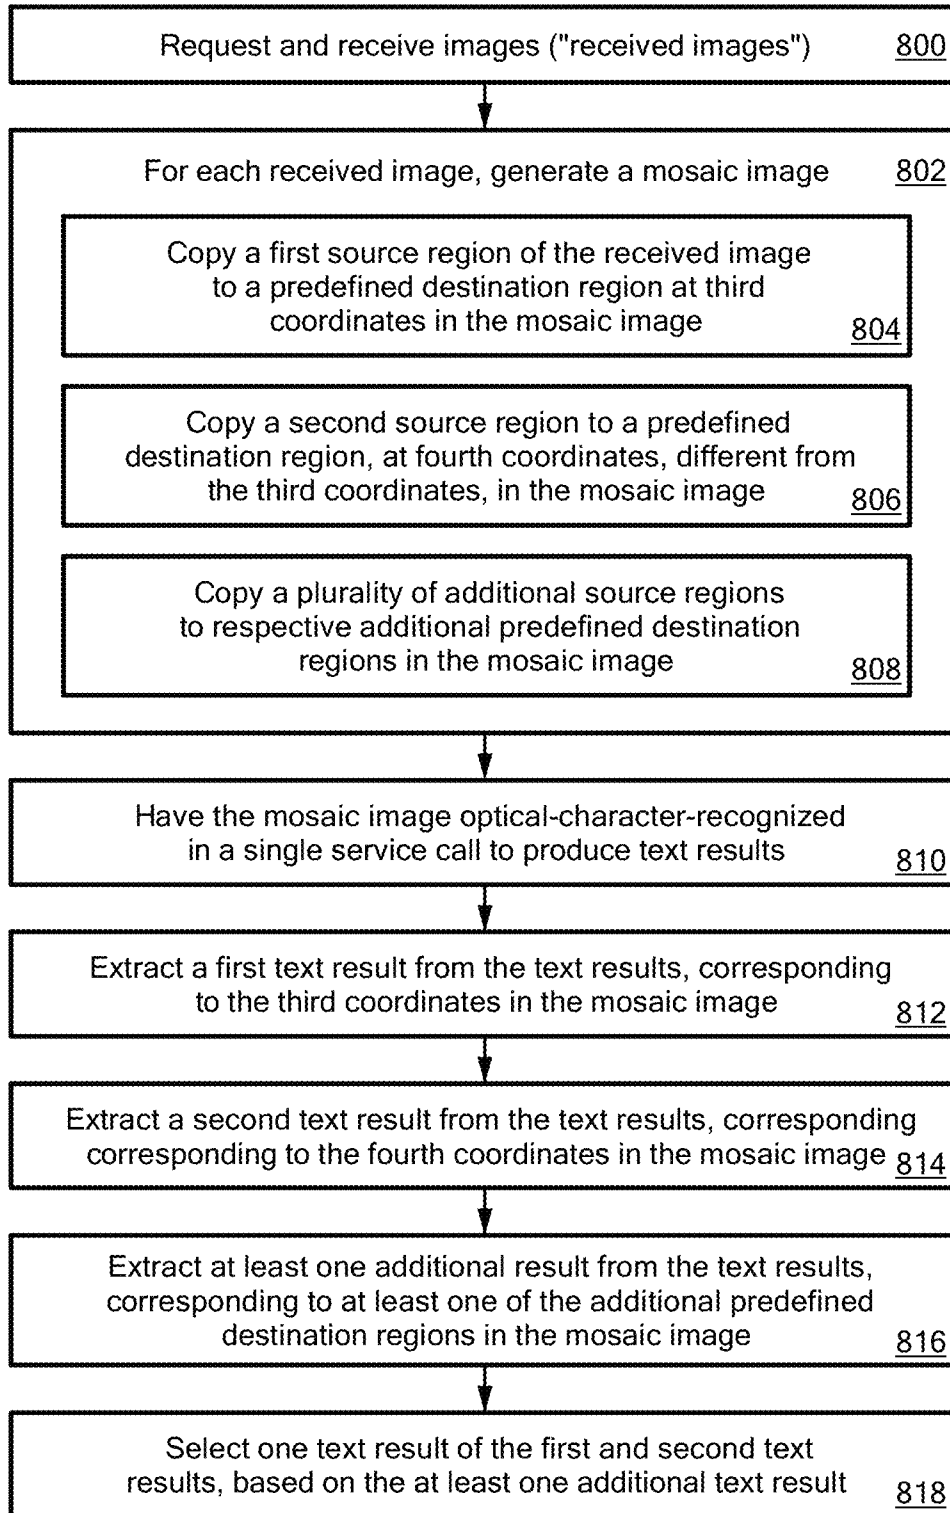 Request and receive images ("received images") 800
For each received image, generate a mosaic image 802
Copy a first source region of the received image
to a predefined destination region at third
coordinates in the mosaic image
804
Copy a second source region to a predefined
destination region, at fourth coordinates, different from
the third coordinates, in the mosaic image
806
Copy a plurality of additional source regions
to respective additional predefined destination
regions in the mosaic image
808
Have the mosaic image optical-character-recognized
in a single service call to produce text results
810
Extract a first text result from the text results, corresponding
to the third coordinates in the mosaic image
812
Extract a second text result from the text results, corresponding
corresponding to the fourth coordinates in the mosaic image
814
Extract at least one additional result from the text results,
corresponding to at least one of the additional predefined
destination regions in the mosaic image
816
Select one text result of the first and second text
results, based on the at least one additional text result
818